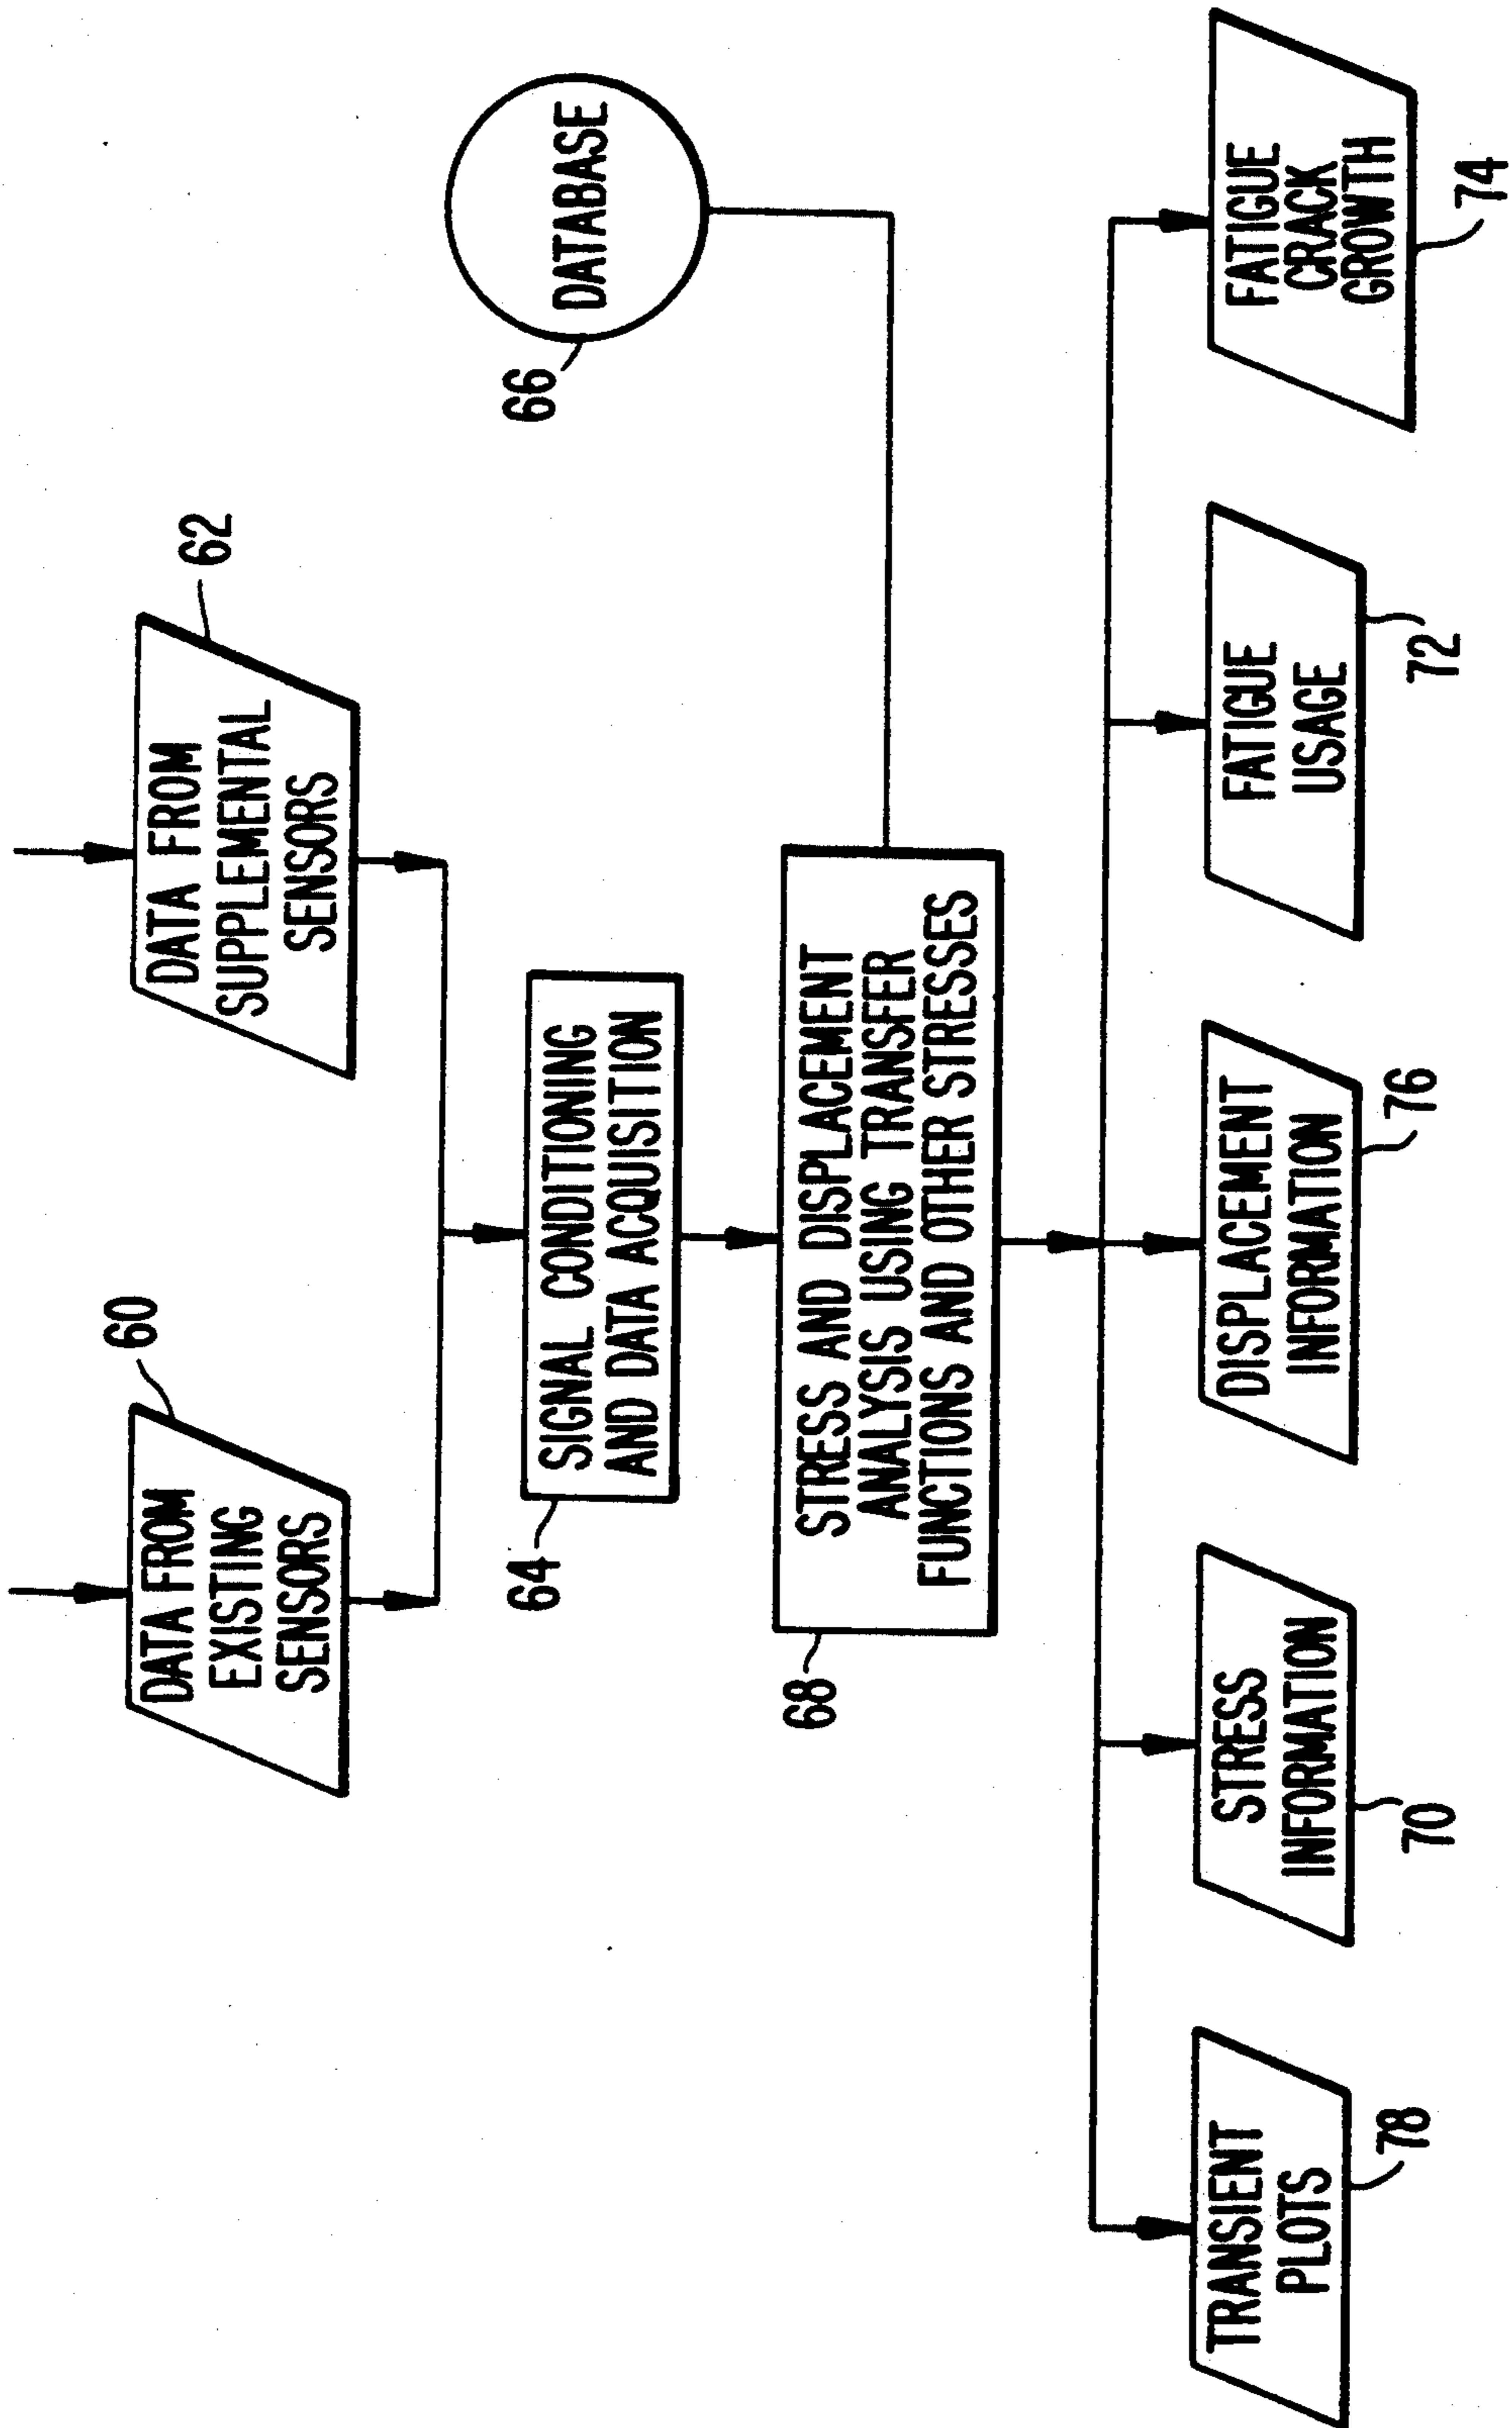 60
DATA FROM
EXISTING
SENSORS
62
DATA FROM
SUPPLEMENTAL
SENSORS
64
SIGNAL CONDITIONING
AND DATA ACQUISITION
66
DATABASE
68
STRESS AND DISPLACEMENT
ANALYSIS USING TRANSFER
FUNCTIONS AND OTHER STRESSES
TRANSIENT
PLOTS
78
STRESS
INFORMATION
70
DISPLACEMENT
INFORMATION
76
FATIGUE
USAGE
72
FATIGUE
CRACK
GROWTH
74